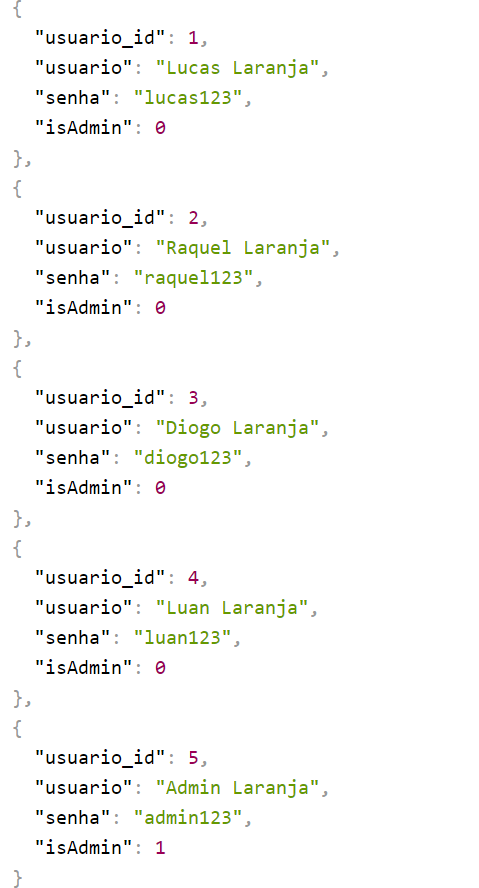 {
"usuario_id": 1,
"usuario": "Lucas Laranja",
"senha": "lucas123",
"isAdmin": 0
},
{
"usuario_id": 2,
"usuario": "Raquel Laranja",
"senha": "raquel123",
"isAdmin": 0
},
{
"usuario_id": 3,
"usuario": "Diogo Laranja",
"senha": "diogo123",
"isAdmin": 0
},
{
"usuario_id": 4,
"usuario": "Luan Laranja",
"senha": "luan123",
"isAdmin": 0
},
{
"usuario_id": 5,
"usuario": "Admin Laranja",
"senha": "admin123",
"isAdmin": 1
}